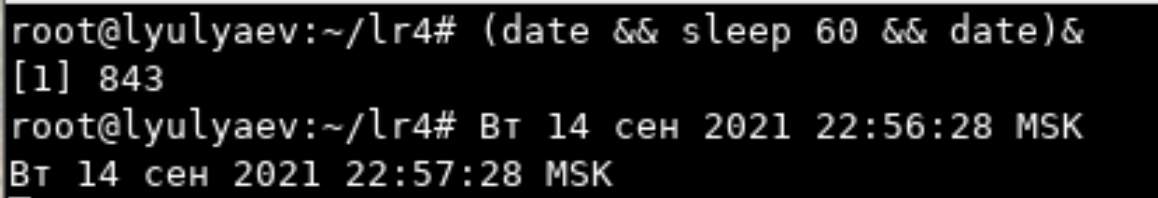 root@lyulyaev:~/lr4# (date && sleep 60 && date)&
[1] 843
root@lyulyaev:~/lr4# Вт 14 сен 2021 22:56:28 MSK
Вт 14 сен 2021 22:57:28 MSK